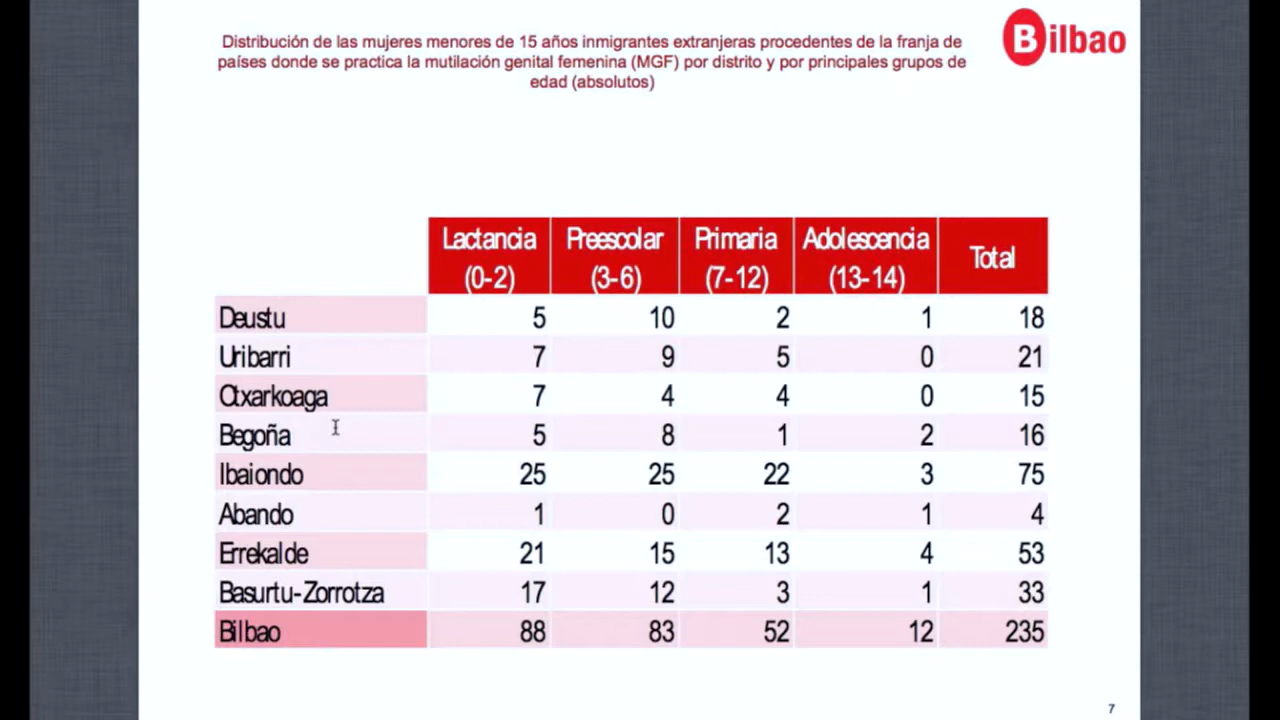 Bilbao
Distribución de las mujeres menores de 15 años inmigrantes extranjeras procedentes de la franja de
países donde se practica la mutilación genital femenina (MGF) por distrito y por principales grupos de
edad (absolutos)
Lactancia (0-2) Preescolar (3-6) Primaria (7-12) Adolescencia (13-14) Total
Deustu 5 10 2 1 18
Uribarri 7 9 5 0 21
Otxarkoaga 7 4 4 0 15
Begoña 5 8 1 2 16
Ibaiondo 25 25 22 3 75
Abando 1 0 2 1 4
Errekalde 21 15 13 4 53
Basurtu-Zorrotza 17 12 3 1 33
Bilbao 88 83 52 12 235
7